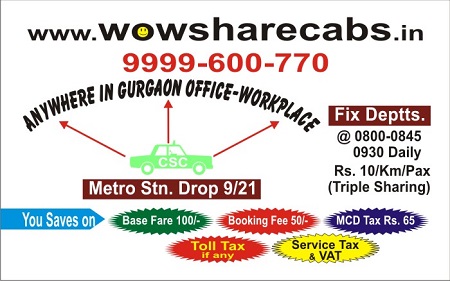 www.wowsharecabs.in
9999-600-770
ANYWHERE IN GURGAON OFFICE-WORKPLACE
CSC
Metro Stn. Drop 9/21
Fix Deptts.
@ 0800-0845
0930 Daily
Rs. 10/Km/Pax
(Triple Sharing)
You Saves on
Base Fare 100/-
Booking Fee 50/-
MCD Tax Rs. 65
Toll Tax
if any
Service Tax
& VAT